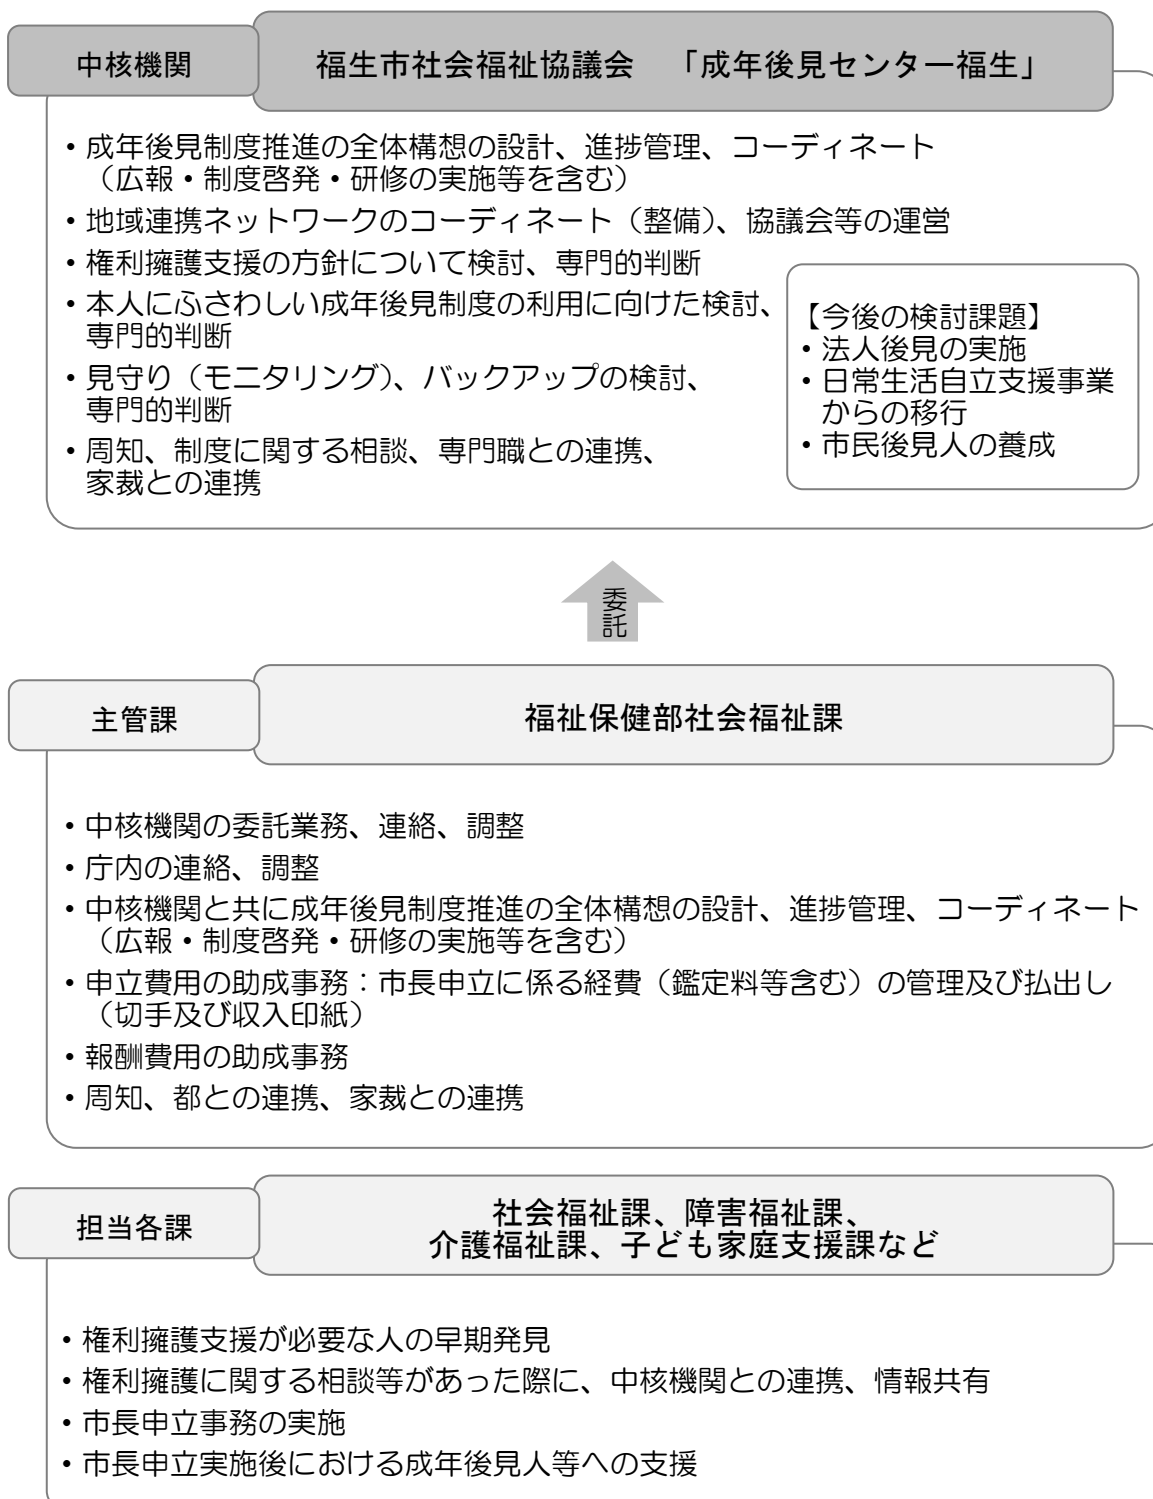 中核機関
福生市社会福祉協議会　「成年後見センター福生」
・成年後見制度推進の全体構想の設計、進捗管理、コーディネート
（広報・制度啓発・研修の実施等を含む）
・地域連携ネットワークのコーディネート（整備）、協議会等の運営
・権利擁護支援の方針について検討、専門的判断
・本人にふさわしい成年後見制度の利用に向けた検討、
専門的判断
・見守り（モニタリング）、バックアップの検討、
専門的判断
・周知、制度に関する相談、専門職との連携、
家裁との連携
【今後の検討課題】
・法人後見の実施
・日常生活自立支援事業
からの移行
・市民後見人の養成
委託
主管課
福祉保健部社会福祉課
・中核機関の委託業務、連絡、調整
・庁内の連絡、調整
・中核機関と共に成年後見制度推進の全体構想の設計、進捗管理、コーディネート
（広報・制度啓発・研修の実施等を含む）
・申立費用の助成事務：市長申立に係る経費（鑑定料等含む）の管理及び払出し
（切手及び収入印紙）
・報酬費用の助成事務
・周知、都との連携、家裁との連携
担当各課
社会福祉課、障害福祉課、
介護福祉課、子ども家庭支援課など
・権利擁護支援が必要な人の早期発見
・権利擁護に関する相談等があった際に、中核機関との連携、情報共有
・市長申立事務の実施
・市長申立実施後における成年後見人等への支援